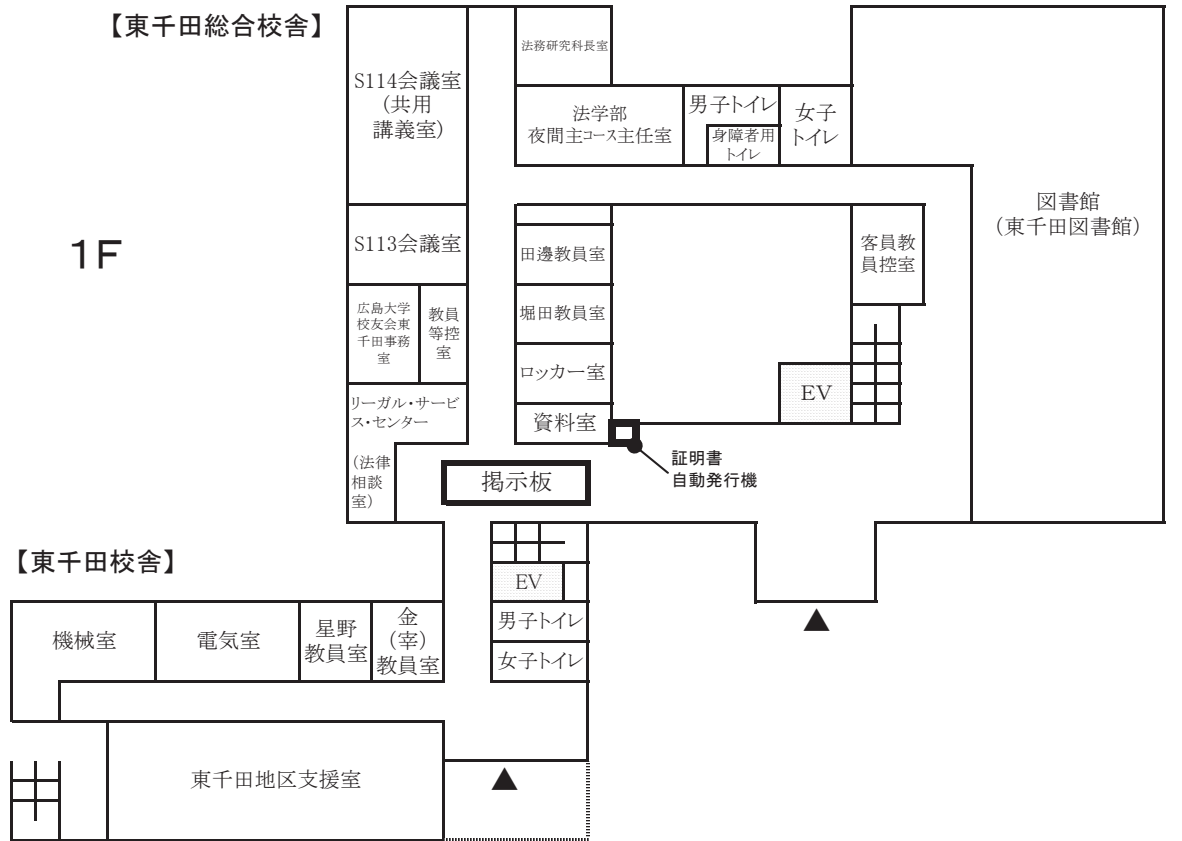 【東千田総合校舎】
法務研究科長室
S114会議室
(共用
講義室)
法学部
夜間主コース主任室
男子トイレ
身障者用
トイレ
女子
トイレ
図書館
(東千田図書館)
1F
S113会議室
田邊教員室
客員教
員控室
広島大学
校友会東
千田事務
室
教員
等控
室
堀田教員室
ロッカー室
EV
リーガル・サービ
ス・センター
資料室
(法律
相談
室)
掲示板
証明書
自動発行機
【東千田校舎】
EV
機械室
電気室
星野
教員室
金
(宰)
教員室
男子トイレ
女子トイレ
東千田地区支援室